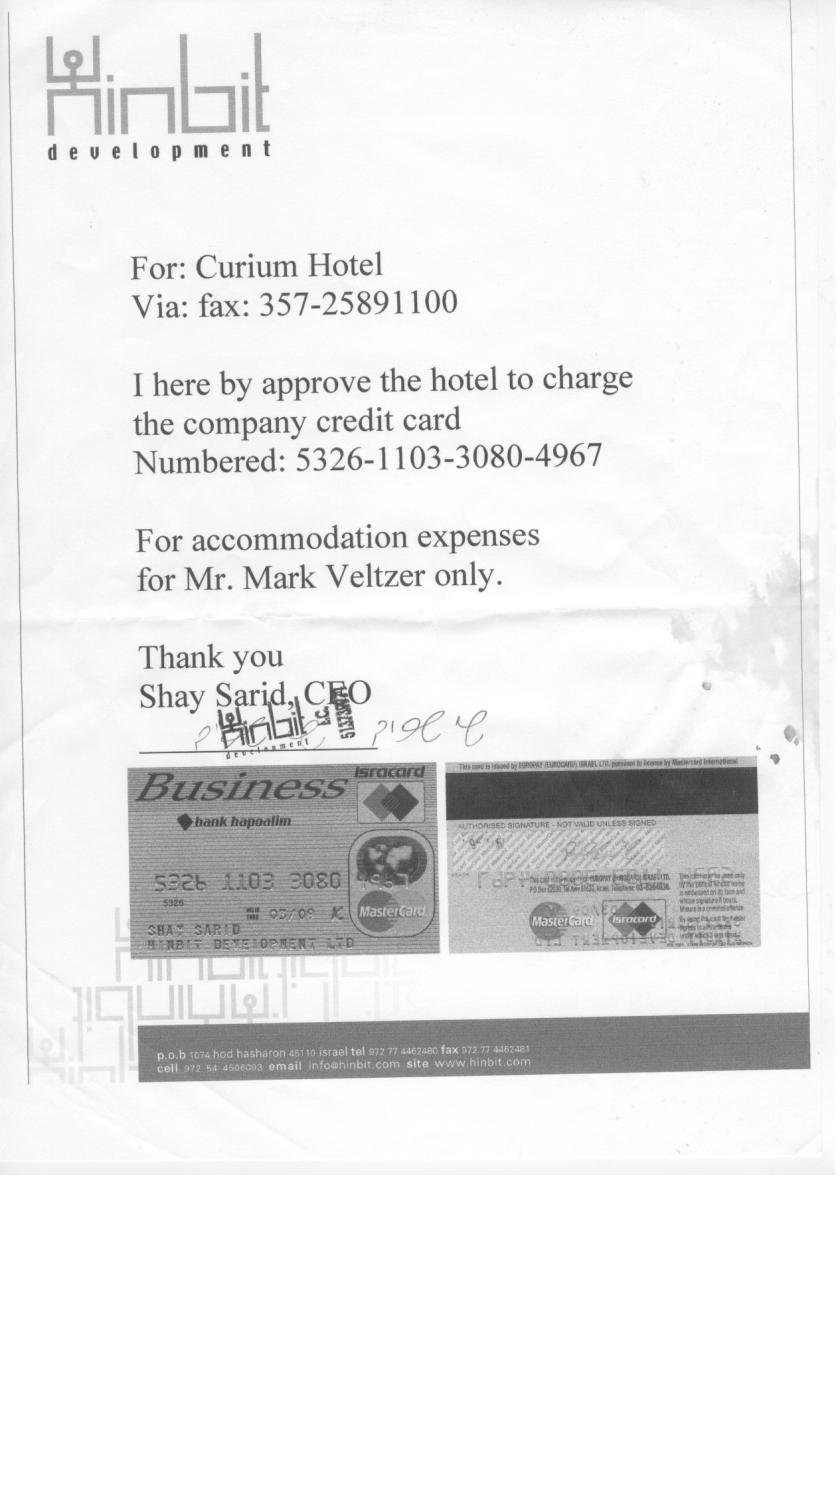 Hinbit
development
For: Curium Hotel
Via: fax: 357-25891100
I here by approve the hotel to charge
the company credit card
Numbered: 5326-1103-3080-4967
For accommodation expenses
for Mr. Mark Veltzer only.
Thank you
Shay Sarid, CEO
Hinbit
development
Business
Isracard
bank hapoalim
5326 1103 3080 4967
5326
03/09
MasterCard
SHAY SARID
HINBIT DEVELOPMENT LTD
This card is issued by EUROPAY (EUROCARD) ISRAEL LTD. pursuant to license by Mastercard International
AUTHORISED SIGNATURE - NOT VALID UNLESS SIGNED
MasterCard
Isracard
p.o.b 1074 hod hasharon 45110 israel tel 972 77 4462480 fax 972 77 4462481
cell 972 54 4506093 email info@hinbit.com site www.hinbit.com